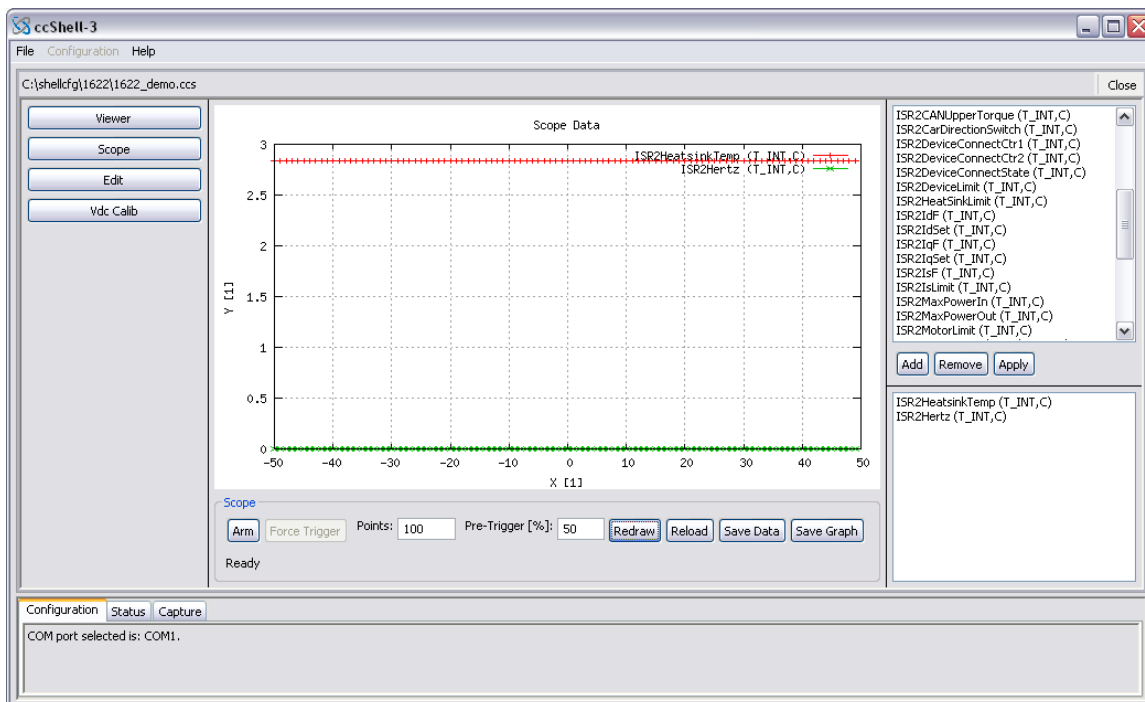 ccShell-3
File Configuration Help
C:\shellcfg\1622\1622_demo.ccs
Close
Viewer
Scope
Edit
Vdc Calib
Scope Data
ISR2HeatsinkTemp (T_INT,C)
ISR2Hertz (T_INT,C)
3
2.5
2
1.5
1
0.5
0
Y [1]
-50 -40 -30 -20 -10 0 10 20 30 40 50
X [1]
Scope
Arm Force Trigger Points: 100 Pre-Trigger [%]: 50 Redraw Reload Save Data Save Graph
Ready
ISR2CANUpperTorque (T_INT,C)
ISR2CarDirectionSwitch (T_INT,C)
ISR2DeviceConnectCtr1 (T_INT,C)
ISR2DeviceConnectCtr2 (T_INT,C)
ISR2DeviceConnectState (T_INT,C)
ISR2DeviceLimit (T_INT,C)
ISR2HeatSinkLimit (T_INT,C)
ISR2IdF (T_INT,C)
ISR2IdSet (T_INT,C)
ISR2IqF (T_INT,C)
ISR2IqSet (T_INT,C)
ISR2IsF (T_INT,C)
ISR2IsLimit (T_INT,C)
ISR2MaxPowerIn (T_INT,C)
ISR2MaxPowerOut (T_INT,C)
ISR2MotorLimit (T_INT,C)
Add Remove Apply
ISR2HeatsinkTemp (T_INT,C)
ISR2Hertz (T_INT,C)
Configuration Status Capture
COM port selected is: COM1.